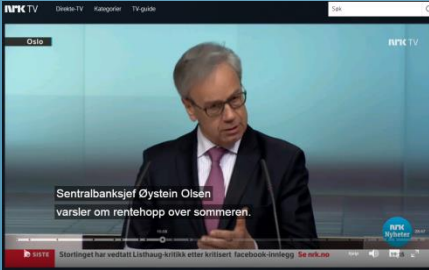 NRK TV Direkte-TV Kategorier TV-guide Søk
Oslo
NRK TV
Sentralbanksjef Øystein Olsen
varsler om rentehopp over sommeren.
NRK
Nyheter
SISTE Stortinget har vedtatt Listhaug-kritikk etter kritisert facebook-innlegg Se nrk.no